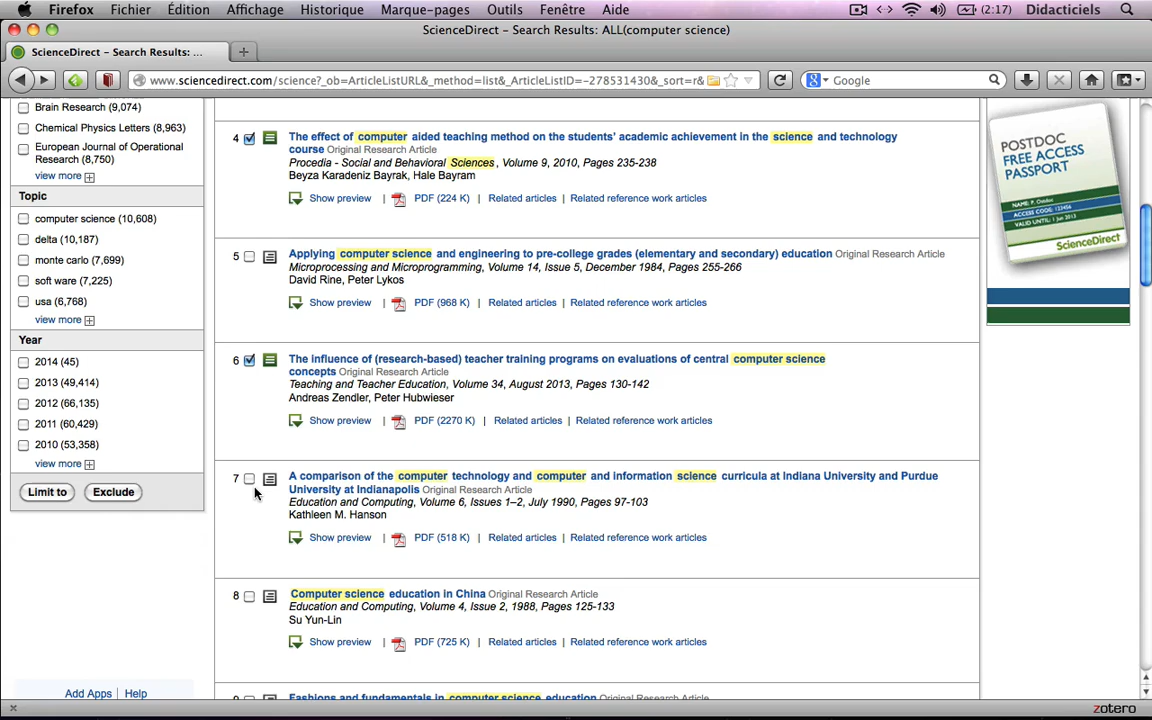 Firefox Fichier Édition Affichage Historique Marque-pages Outils Fenêtre Aide (2:17) Didacticiels
ScienceDirect – Search Results: ALL(computer science)
ScienceDirect – Search Results: ... +
www.sciencedirect.com/science?_ob=ArticleListURL&_method=list&_ArticleListID=-278531430&_sort=r& Google
Brain Research (9,074)
Chemical Physics Letters (8,963)
European Journal of Operational
Research (8,750)
view more
Topic
computer science (10,608)
delta (10,187)
monte carlo (7,699)
soft ware (7,225)
usa (6,768)
view more
Year
2014 (45)
2013 (49,414)
2012 (66,135)
2011 (60,429)
2010 (53,358)
view more
Limit to Exclude
Add Apps | Help
4 The effect of computer aided teaching method on the students' academic achievement in the science and technology
course Original Research Article
Procedia - Social and Behavioral Sciences, Volume 9, 2010, Pages 235-238
Beyza Karadeniz Bayrak, Hale Bayram
Show preview | PDF (224 K) | Related articles | Related reference work articles
5 Applying computer science and engineering to pre-college grades (elementary and secondary) education Original Research Article
Microprocessing and Microprogramming, Volume 14, Issue 5, December 1984, Pages 255-266
David Rine, Peter Lykos
Show preview | PDF (968 K) | Related articles | Related reference work articles
6 The influence of (research-based) teacher training programs on evaluations of central computer science
concepts Original Research Article
Teaching and Teacher Education, Volume 34, August 2013, Pages 130-142
Andreas Zendler, Peter Hubwieser
Show preview | PDF (2270 K) | Related articles | Related reference work articles
7 A comparison of the computer technology and computer and information science curricula at Indiana University and Purdue
University at Indianapolis Original Research Article
Education and Computing, Volume 6, Issues 1–2, July 1990, Pages 97-103
Kathleen M. Hanson
Show preview | PDF (518 K) | Related articles | Related reference work articles
8 Computer science education in China Original Research Article
Education and Computing, Volume 4, Issue 2, 1988, Pages 125-133
Su Yun-Lin
Show preview | PDF (725 K) | Related articles | Related reference work articles
9 Fashions and fundamentals in computer science education Original Research Article
POSTDOC
FREE ACCESS
PASSPORT
NAME: P. Ostdoc
ACCESS CODE: 123456
VALID UNTIL: 1 Jun 2013
ScienceDirect
zotero